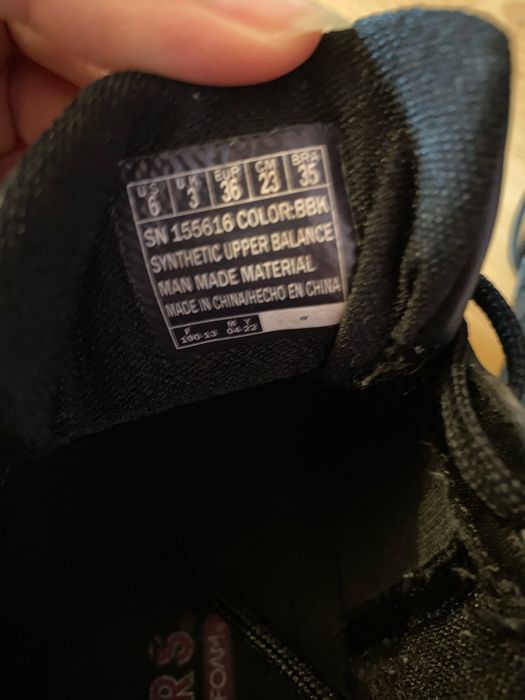 US UK EUR CM BRA
6 3 36 23 35
SN 155616 COLOR:BBK
SYNTHETIC UPPER BALANCE
MAN MADE MATERIAL
MADE IN CHINA/HECHO EN CHINA
F M Y
190-13 04-22
RS
FOAM